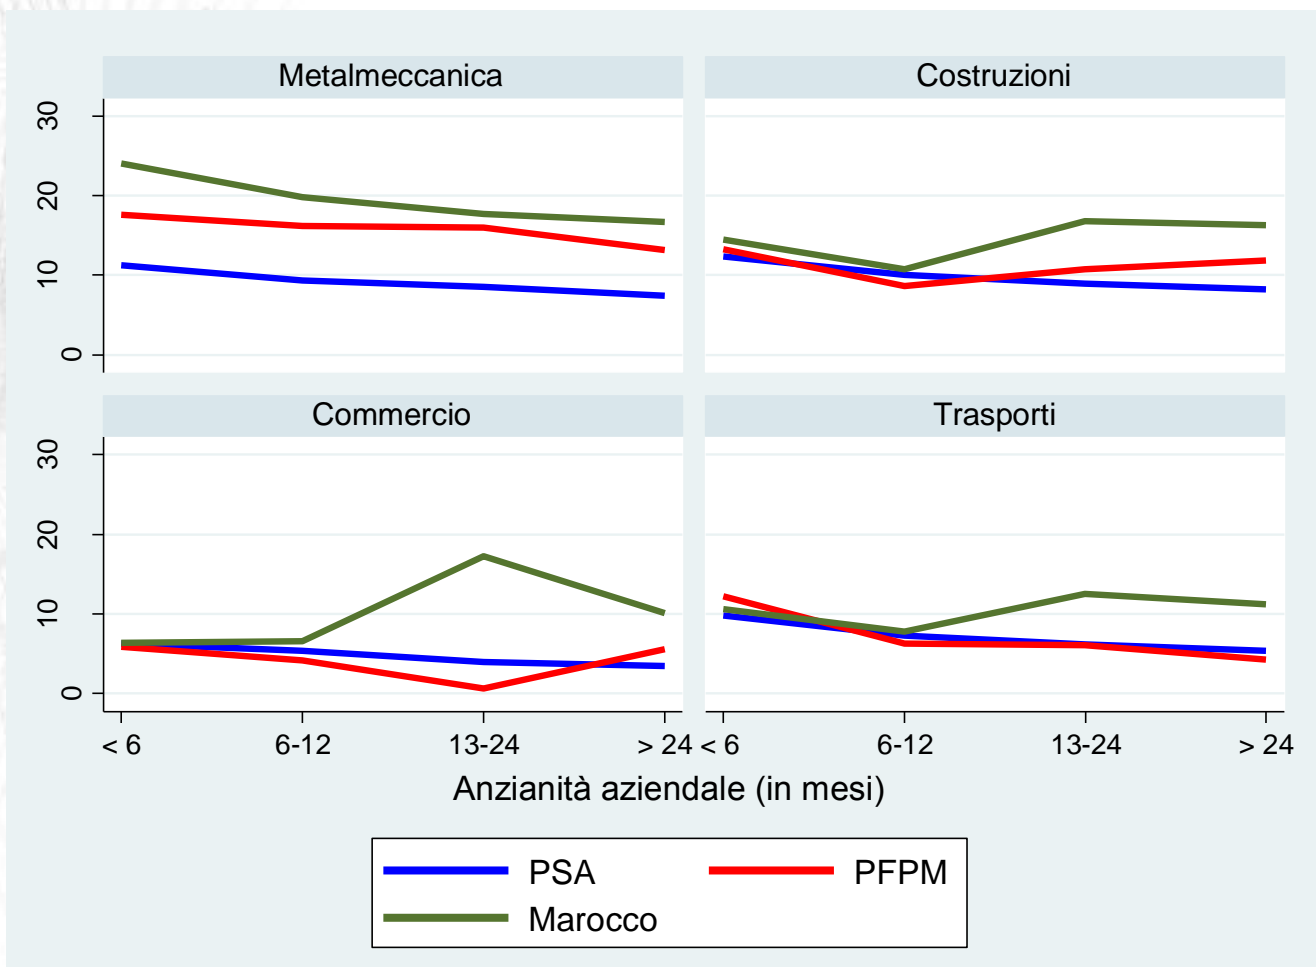 Metalmeccanica
Costruzioni
30
20
10
0
Commercio
Trasporti
30
20
10
0
< 6 6-12 13-24 > 24 < 6 6-12 13-24 > 24
Anzianità aziendale (in mesi)
PSA PFPM
Marocco